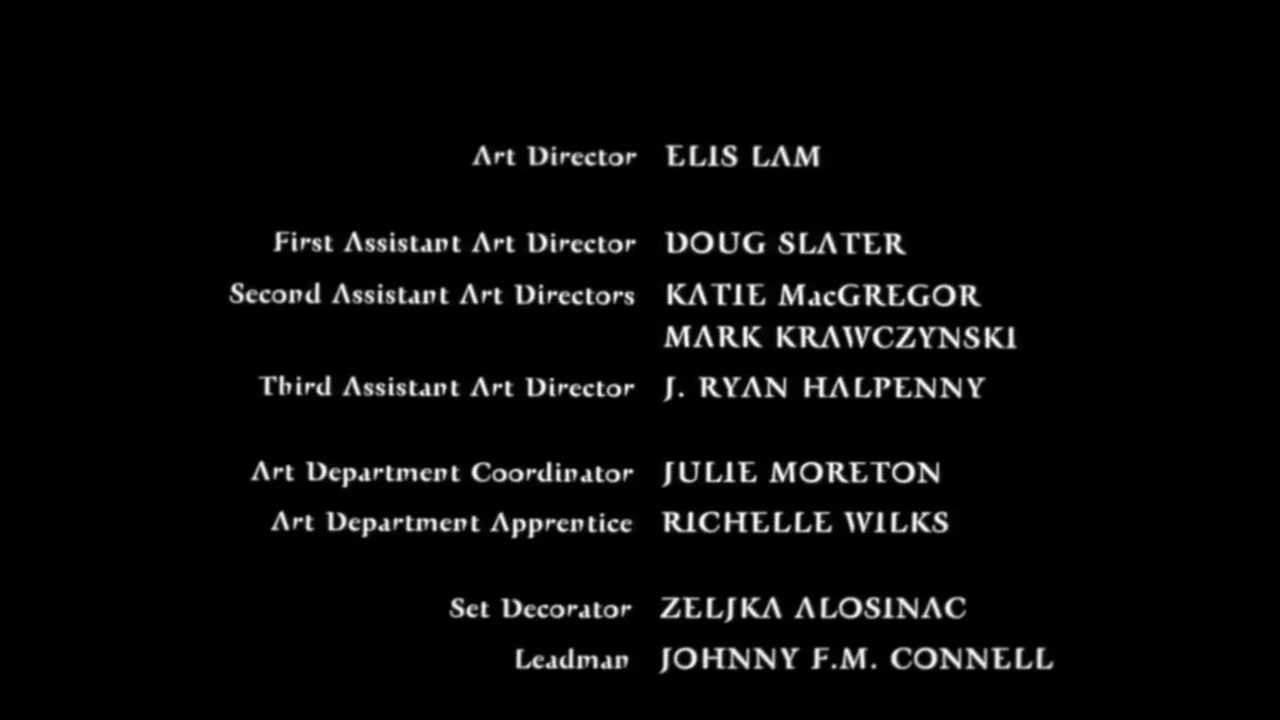 Art Director ELIS LAM
First Assistant Art Director DOUG SLATER
Second Assistant Art Directors KATIE MacGREGOR
MARK KRAWCZYNSKI
Third Assistant Art Director J. RYAN HALPENNY
Art Department Coordinator JULIE MORETON
Art Department Apprentice RICHELLE WILKS
Set Decorator ZELJKA ALOSINAC
Leadman JOHNNY F.M. CONNELL